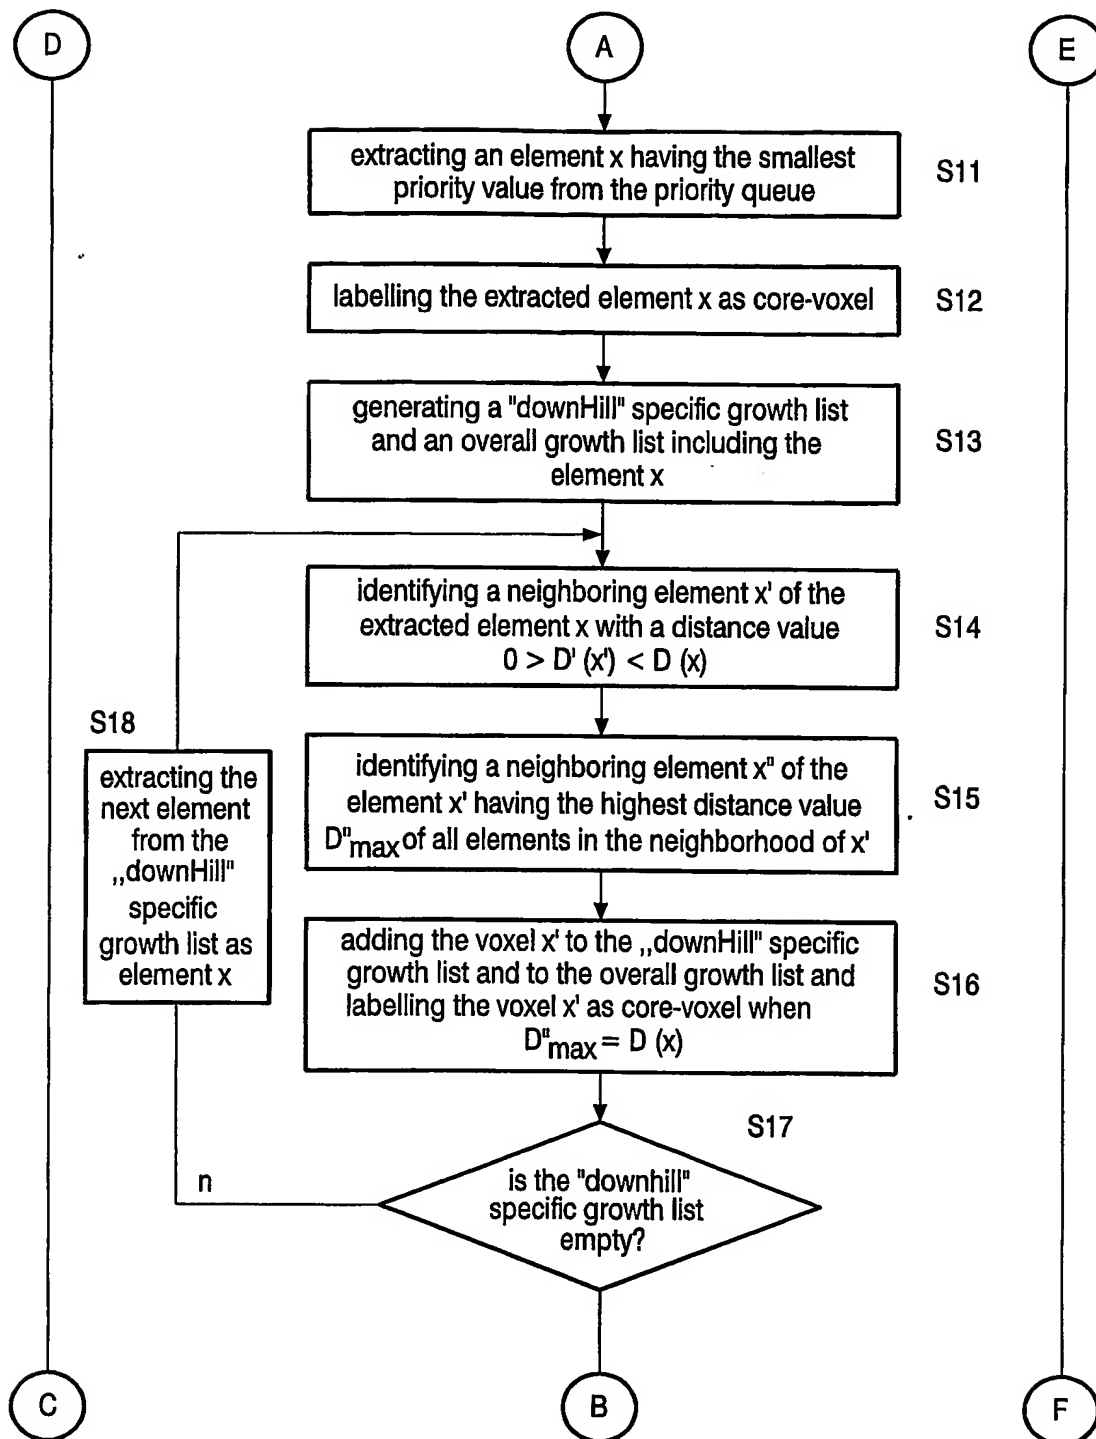 D
A
E
extracting an element x having the smallest
priority value from the priority queue
S11
labelling the extracted element x as core-voxel
S12
generating a "downHill" specific growth list
and an overall growth list including the
element x
S13
identifying a neighboring element x' of the
extracted element x with a distance value
0 > D' (x') < D (x)
S14
S18
extracting the
next element
from the
„downHill"
specific
growth list as
element x
identifying a neighboring element x" of the
element x' having the highest distance value
D"max of all elements in the neighborhood of x'
S15
adding the voxel x' to the „downHill" specific
growth list and to the overall growth list and
labelling the voxel x' as core-voxel when
D"max = D (x)
S16
S17
n
is the "downhill"
specific growth list
empty?
C
B
F